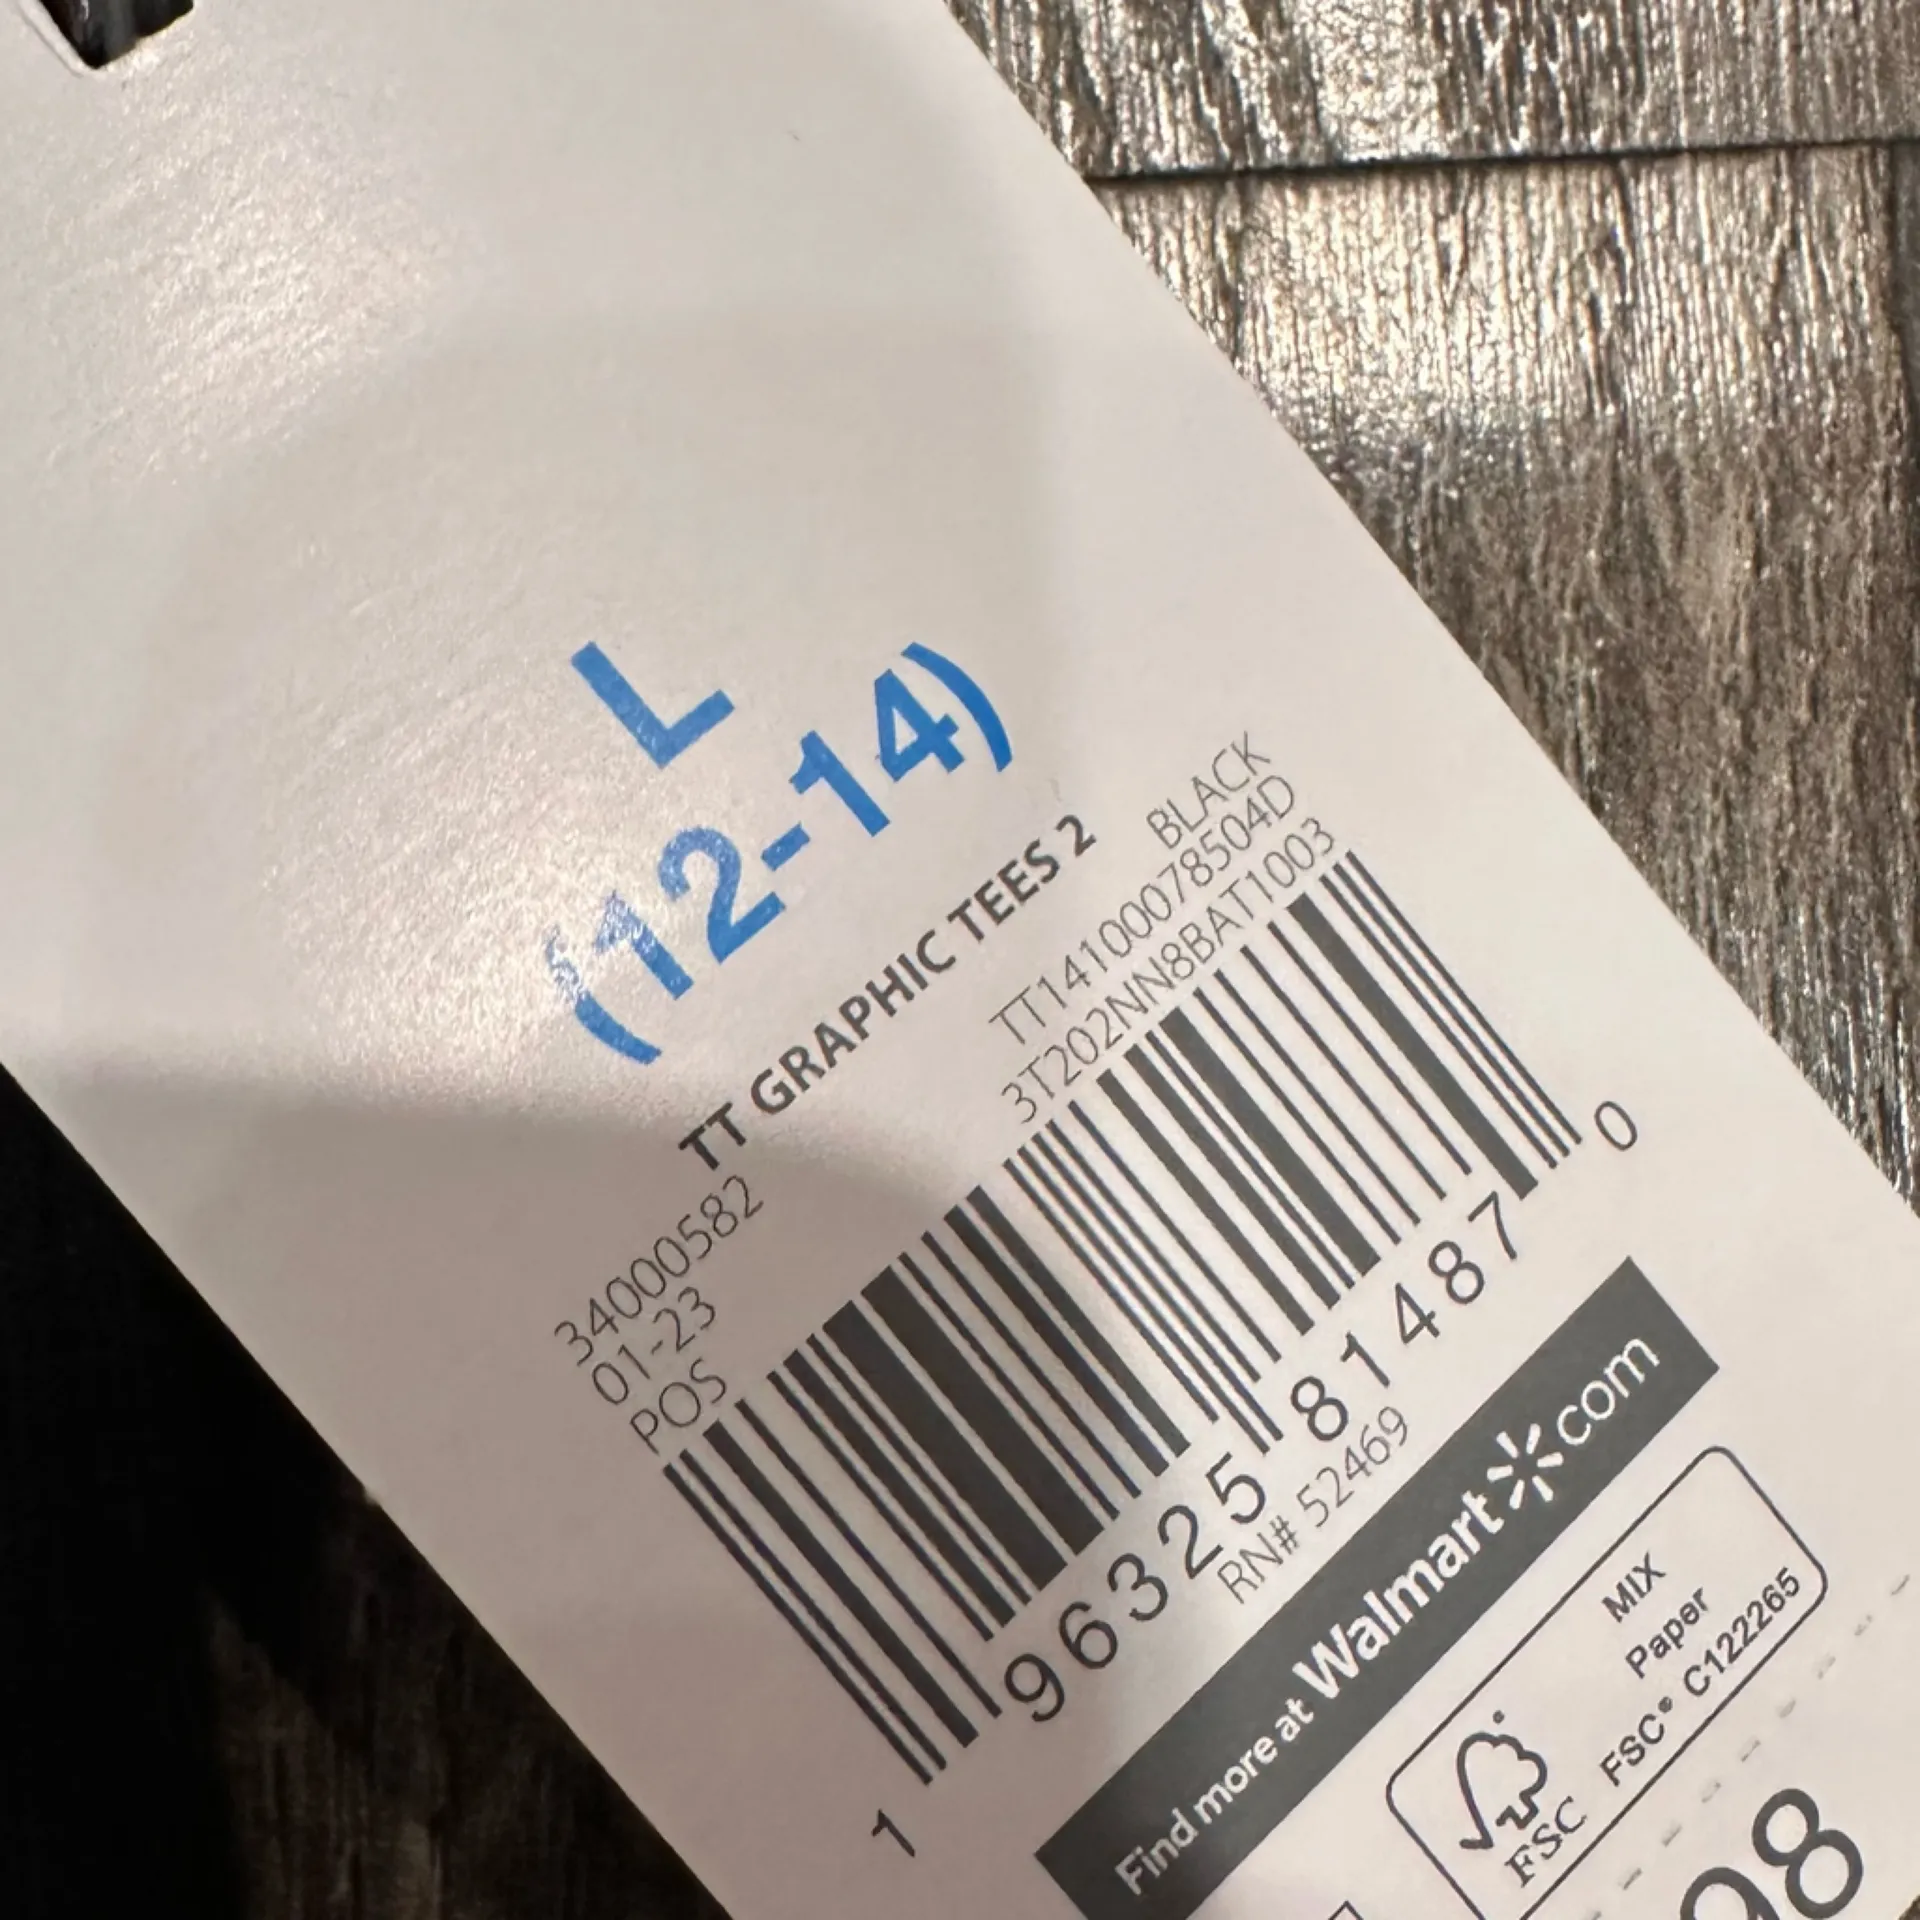 L
(12-14)
TT GRAPHIC TEES 2
34000582
01-23
POS
BLACK
TT14100078504D
3T202NN8BAT1003
1 96325 81487 0
RN# 52469
Find more at Walmart com
MIX
Paper
FSC® C122265
FSC
98